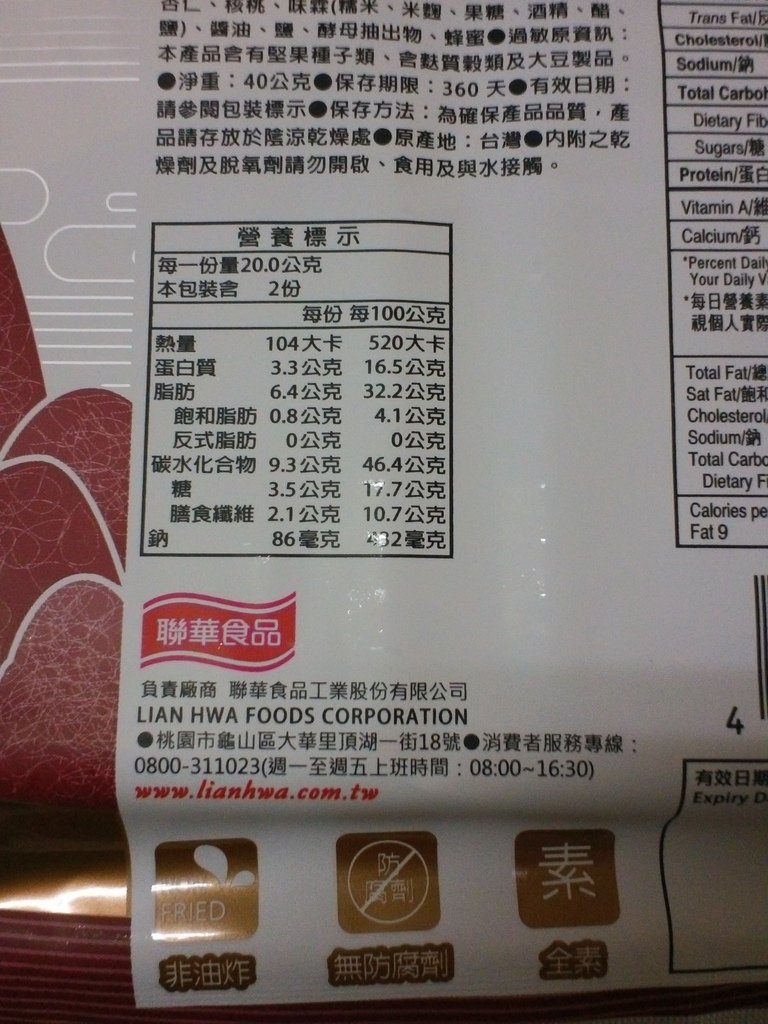 杏仁、核桃、味霖(糯米、米麴、果糖、酒精、醋、
鹽)、醬油、鹽、酵母抽出物、蜂蜜●過敏原資訊：
本產品含有堅果種子類、含麩質穀類及大豆製品。
●淨重：40公克●保存期限：360 天●有效日期：
請參閱包裝標示●保存方法：為確保產品品質，產
品請存放於陰涼乾燥處●原產地：台灣●內附之乾
燥劑及脫氧劑請勿開啟、食用及與水接觸。
營養標示
每一份量20.0公克
本包裝含 2份
每份 每100公克
熱量 104大卡 520大卡
蛋白質 3.3公克 16.5公克
脂肪 6.4公克 32.2公克
飽和脂肪 0.8公克 4.1公克
反式脂肪 0公克 0公克
碳水化合物 9.3公克 46.4公克
糖 3.5公克 17.7公克
膳食纖維 2.1公克 10.7公克
鈉 86毫克 432毫克
聯華食品
負責廠商 聯華食品工業股份有限公司
LIAN HWA FOODS CORPORATION
●桃園市龜山區大華里頂湖一街18號●消費者服務專線：
0800-311023(週一至週五上班時間：08:00~16:30)
www.lianhwa.com.tw
FRIED
非油炸
防腐劑
無防腐劑
素
全素
Trans Fat/反
Cholesterol/
Sodium/鈉
Total Carboh
Dietary Fib
Sugars/糖
Protein/蛋白
Vitamin A/維
Calcium/鈣
*Percent Daily
Your Daily V
*每日營養素
視個人實際
Total Fat/總
Sat Fat/飽和
Cholesterol/
Sodium/鈉
Total Carbo
Dietary Fi
Calories pe
Fat 9
4
有效日期
Expiry D